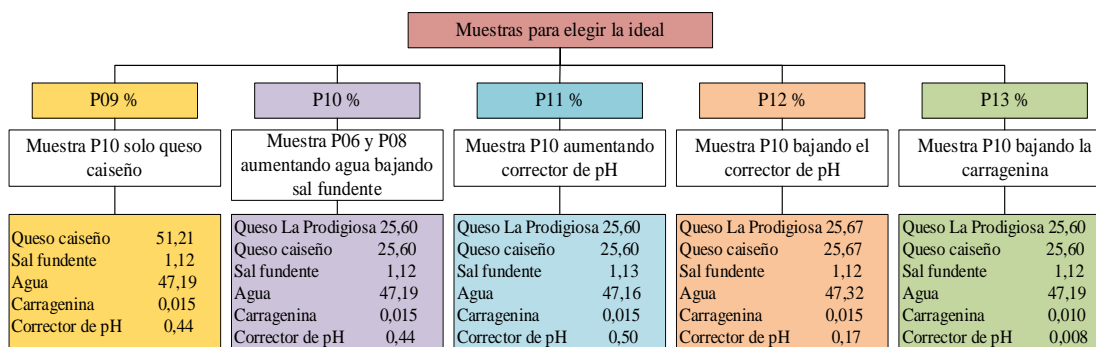 Muestras para elegir la ideal
P09 %
P10 %
P11 %
P12 %
P13 %
Muestra P10 solo queso
caiseño
Muestra P06 y P08
aumentando agua bajando
sal fundente
Muestra P10 aumentando
corrector de pH
Muestra P10 bajando el
corrector de pH
Muestra P10 bajando la
carragenina
Queso caiseño 51,21
Sal fundente 1,12
Agua 47,19
Carragenina 0,015
Corrector de pH 0,44
Queso La Prodigiosa 25,60
Queso caiseño 25,60
Sal fundente 1,12
Agua 47,19
Carragenina 0,015
Corrector de pH 0,44
Queso La Prodigiosa 25,60
Queso caiseño 25,60
Sal fundente 1,13
Agua 47,16
Carragenina 0,015
Corrector de pH 0,50
Queso La Prodigiosa 25,67
Queso caiseño 25,67
Sal fundente 1,12
Agua 47,32
Carragenina 0,015
Corrector de pH 0,17
Queso La Prodigiosa 25,60
Queso caiseño 25,60
Sal fundente 1,12
Agua 47,19
Carragenina 0,010
Corrector de pH 0,008